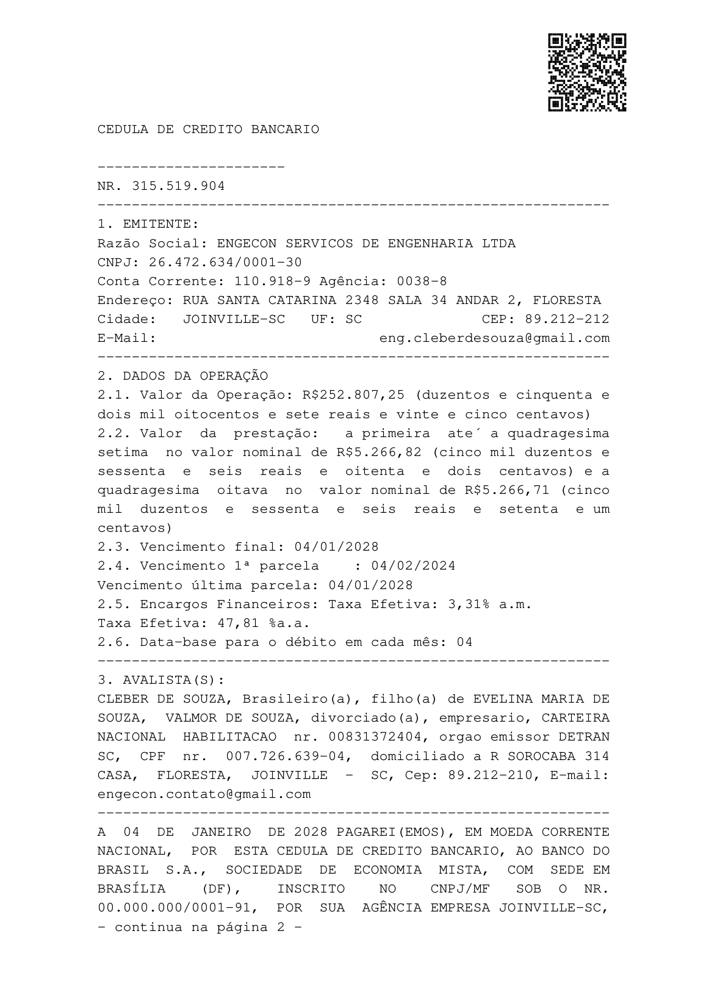 CEDULA DE CREDITO BANCARIO
----------------------
NR. 315.519.904
------------------------------------------------------------
1. EMITENTE:
Razão Social: ENGECON SERVICOS DE ENGENHARIA LTDA
CNPJ: 26.472.634/0001-30
Conta Corrente: 110.918-9 Agência: 0038-8
Endereço: RUA SANTA CATARINA 2348 SALA 34 ANDAR 2, FLORESTA
Cidade: JOINVILLE-SC UF: SC CEP: 89.212-212
E-Mail: eng.cleberdesouza@gmail.com
------------------------------------------------------------
2. DADOS DA OPERAÇÃO
2.1. Valor da Operação: R$252.807,25 (duzentos e cinquenta e
dois mil oitocentos e sete reais e vinte e cinco centavos)
2.2. Valor da prestação: a primeira ate´ a quadragesima
setima no valor nominal de R$5.266,82 (cinco mil duzentos e
sessenta e seis reais e oitenta e dois centavos) e a
quadragesima oitava no valor nominal de R$5.266,71 (cinco
mil duzentos e sessenta e seis reais e setenta e um
centavos)
2.3. Vencimento final: 04/01/2028
2.4. Vencimento 1ª parcela : 04/02/2024
Vencimento última parcela: 04/01/2028
2.5. Encargos Financeiros: Taxa Efetiva: 3,31% a.m.
Taxa Efetiva: 47,81 %a.a.
2.6. Data-base para o débito em cada mês: 04
------------------------------------------------------------
3. AVALISTA(S):
CLEBER DE SOUZA, Brasileiro(a), filho(a) de EVELINA MARIA DE
SOUZA, VALMOR DE SOUZA, divorciado(a), empresario, CARTEIRA
NACIONAL HABILITACAO nr. 00831372404, orgao emissor DETRAN
SC, CPF nr. 007.726.639-04, domiciliado a R SOROCABA 314
CASA, FLORESTA, JOINVILLE - SC, Cep: 89.212-210, E-mail:
engecon.contato@gmail.com
------------------------------------------------------------
A 04 DE JANEIRO DE 2028 PAGAREI(EMOS), EM MOEDA CORRENTE
NACIONAL, POR ESTA CEDULA DE CREDITO BANCARIO, AO BANCO DO
BRASIL S.A., SOCIEDADE DE ECONOMIA MISTA, COM SEDE EM
BRASÍLIA (DF), INSCRITO NO CNPJ/MF SOB O NR.
00.000.000/0001-91, POR SUA AGÊNCIA EMPRESA JOINVILLE-SC,
- continua na página 2 -